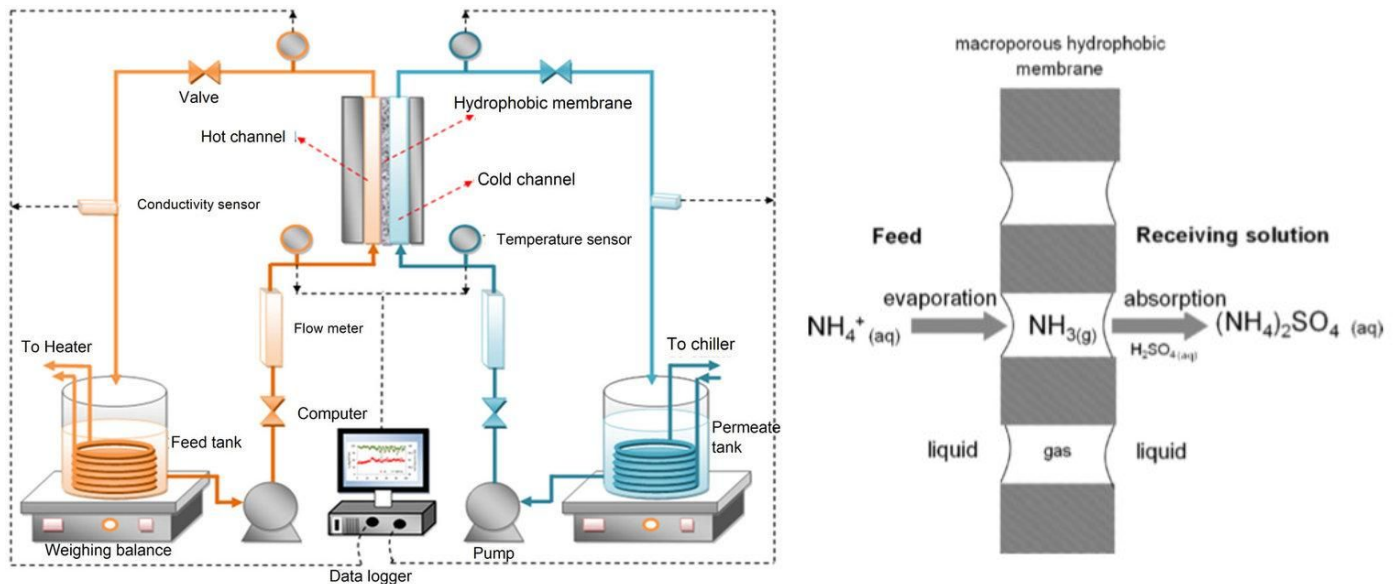 Valve
Hydrophobic membrane
Hot channel
Cold channel
Conductivity sensor
Temperature sensor
Flow meter
To Heater
To chiller
Computer
Feed tank
Permeate
tank
Weighing balance
Pump
Data logger
macroporous hydrophobic
membrane
Feed
Receiving solution
evaporation
absorption
NH₄⁺ (aq)
NH₃(g)
(NH₄)₂SO₄ (aq)
H₂SO₄(aq)
liquid
gas
liquid